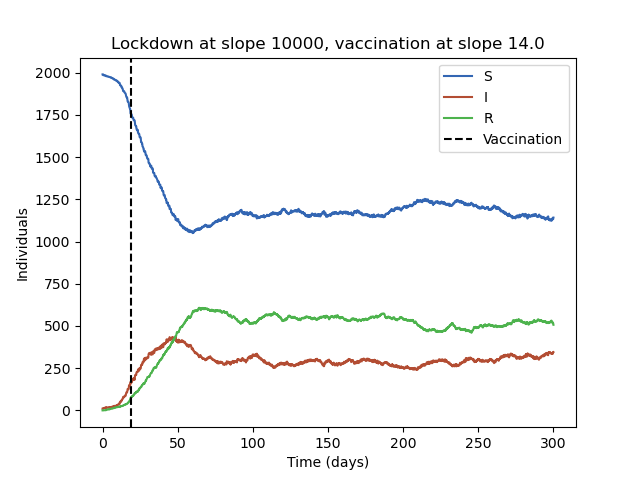 Lockdown at slope 10000, vaccination at slope 14.0
S
I
R
Vaccination
Individuals
2000
1750
1500
1250
1000
750
500
250
0
0 50 100 150 200 250 300
Time (days)